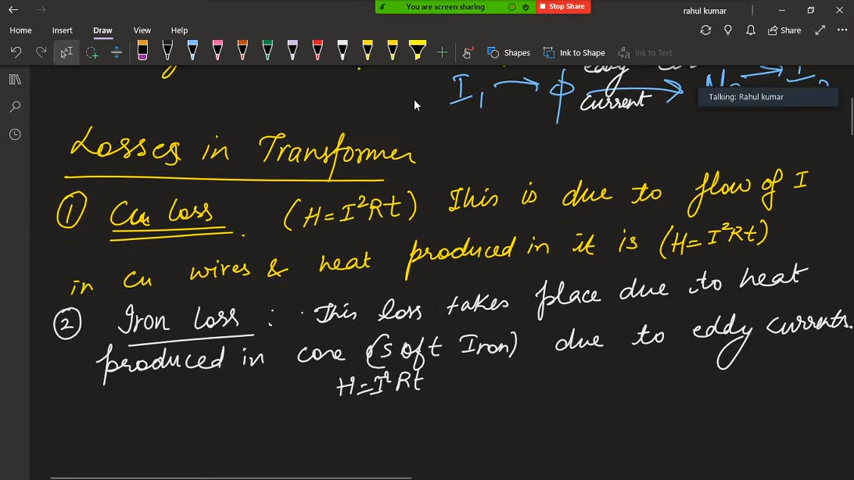 You are screen sharing
Stop Share
rahul kumar
Home
Insert
Draw
View
Help
Share
Shapes
Ink to Shape
Ink to Text
Talking: Rahul kumar
I₁ → Φ
current
Losses in Transformer
① Cu loss. (H=I²Rt) This is due to flow of I
in Cu wires & heat produced in it is (H=I²Rt)
② Iron Loss : This loss takes place due to heat
produced in core (Soft Iron) due to eddy currents.
H=I²Rt